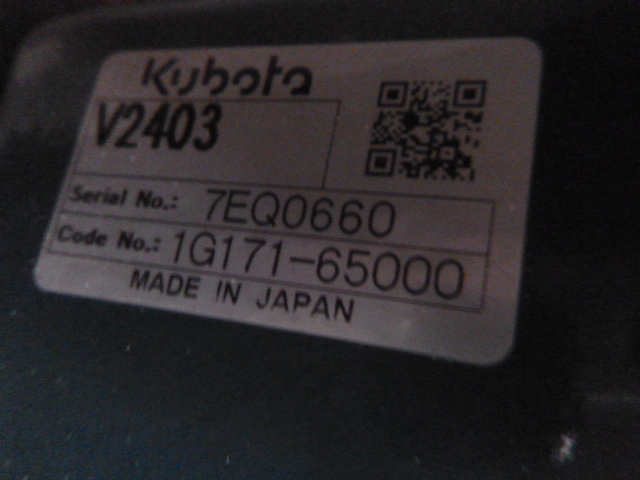 Kubota
V2403
Serial No.: 7EQ0660
Code No.: 1G171-65000
MADE IN JAPAN